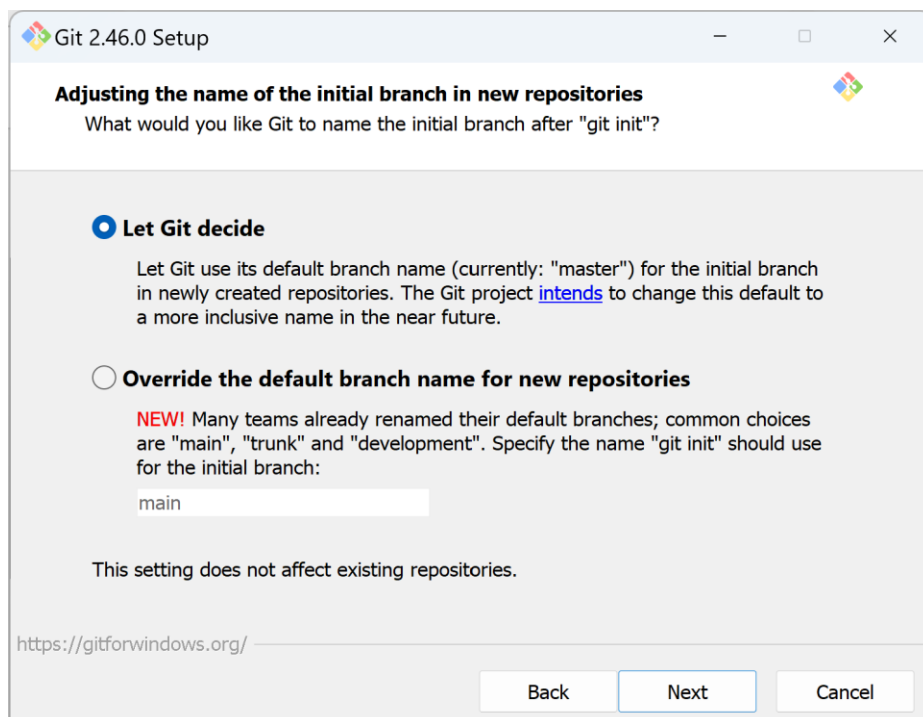 Git 2.46.0 Setup
Adjusting the name of the initial branch in new repositories
What would you like Git to name the initial branch after "git init"?
Let Git decide
Let Git use its default branch name (currently: "master") for the initial branch
in newly created repositories. The Git project intends to change this default to
a more inclusive name in the near future.
Override the default branch name for new repositories
NEW! Many teams already renamed their default branches; common choices
are "main", "trunk" and "development". Specify the name "git init" should use
for the initial branch:
main
This setting does not affect existing repositories.
https://gitforwindows.org/
Back Next Cancel